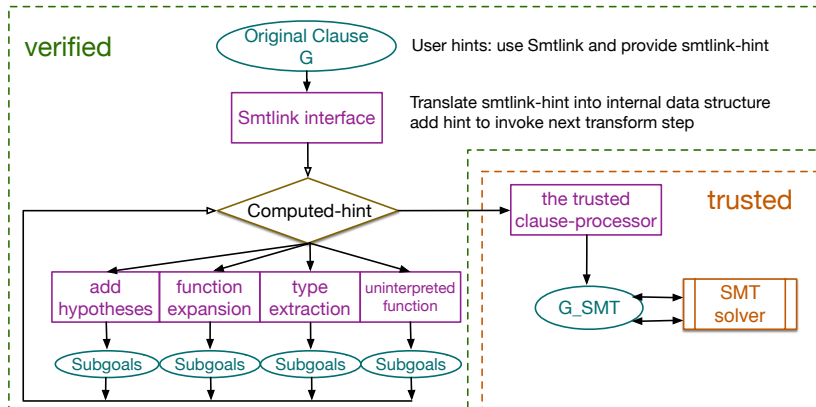 verified
Original Clause
G
User hints: use Smtlink and provide smtlink-hint
Smtlink interface
Translate smtlink-hint into internal data structure
add hint to invoke next transform step
Computed-hint
the trusted
clause-processor
trusted
add
hypotheses
function
expansion
type
extraction
uninterpreted
function
G_SMT
SMT
solver
Subgoals
Subgoals
Subgoals
Subgoals